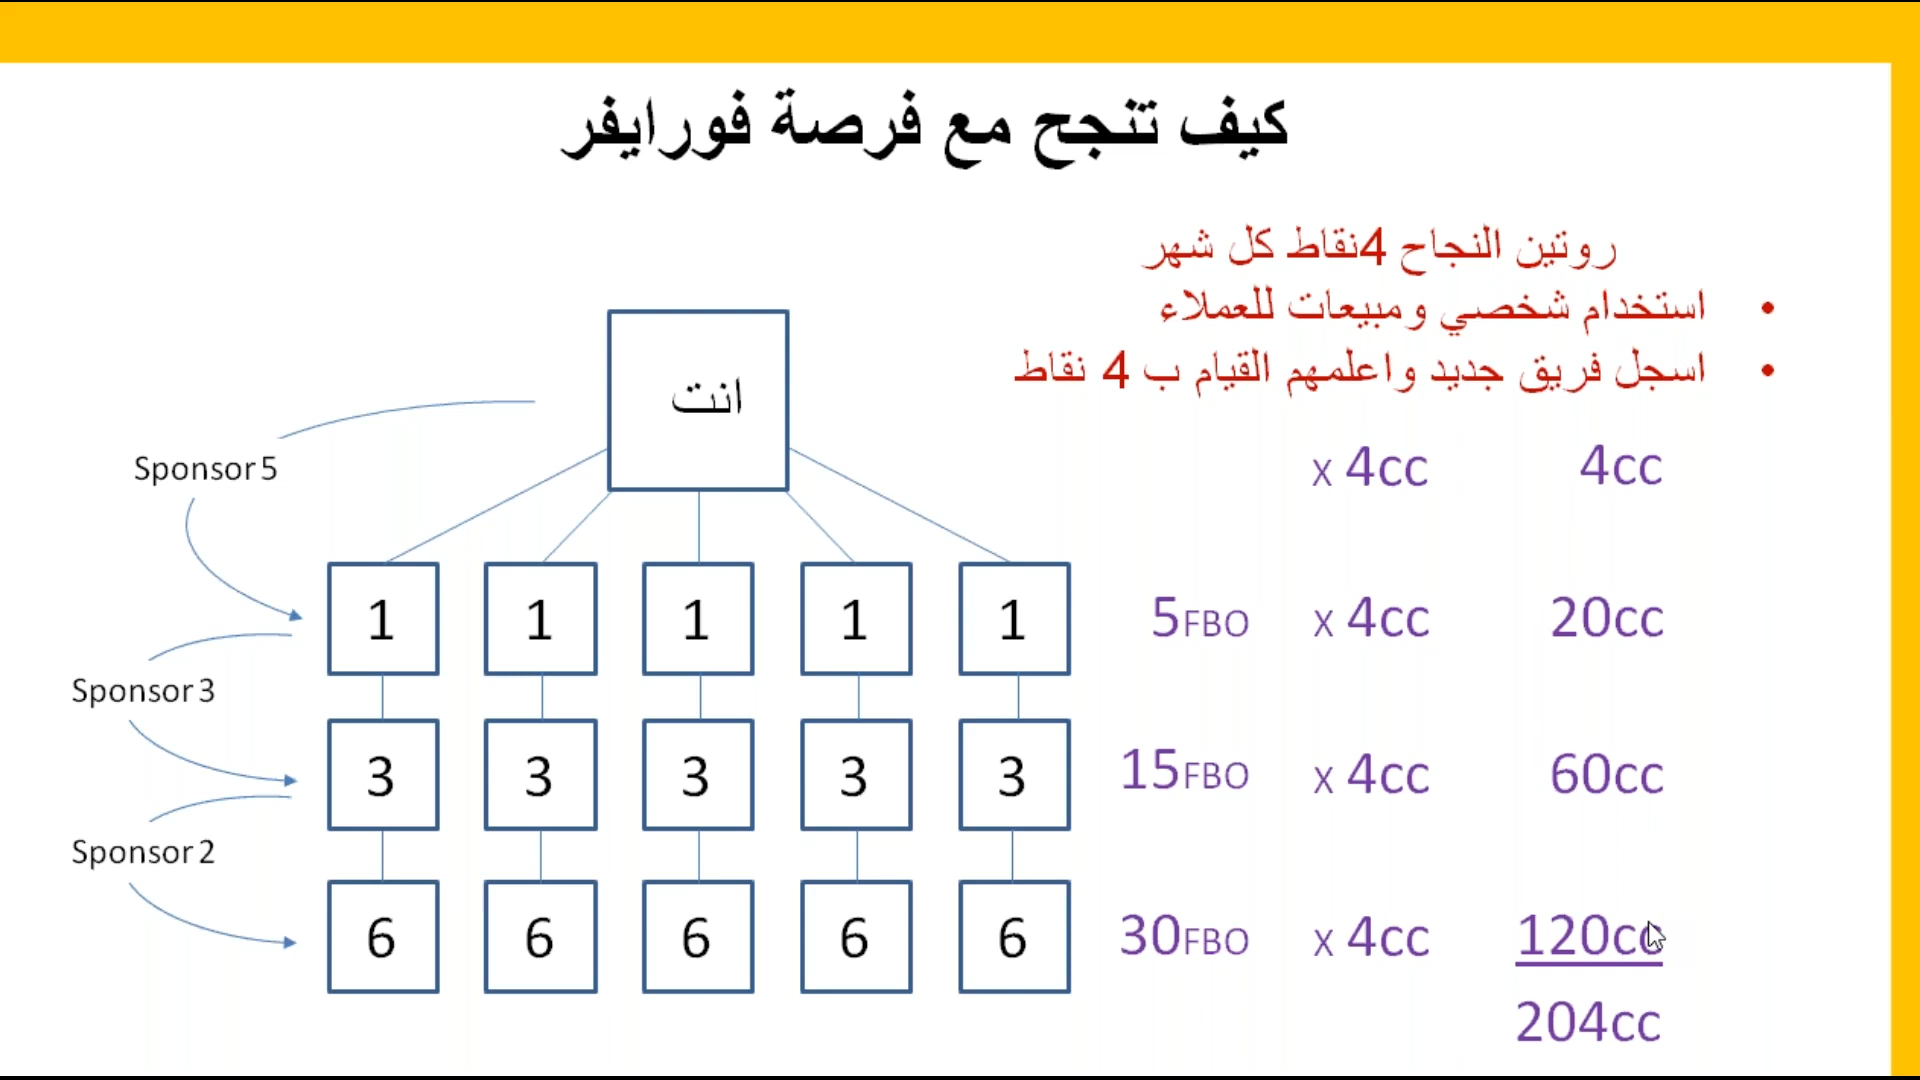 كيف تنجح مع فرصة فورايفر
روتين النجاح 4نقاط كل شهر
• استخدام شخصي ومبيعات للعملاء
• اسجل فريق جديد واعلمهم القيام ب 4 نقاط
انت
x 4cc 4cc
Sponsor 5
1 1 1 1 1 5FBO x 4cc 20cc
Sponsor 3
3 3 3 3 3 15FBO x 4cc 60cc
Sponsor 2
6 6 6 6 6 30FBO x 4cc 120cc
204cc